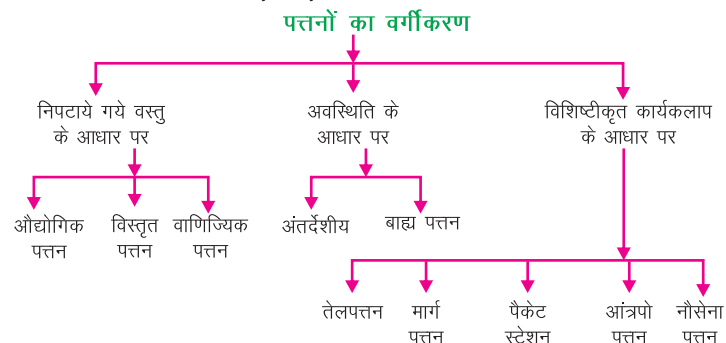 पत्तनों का वर्गीकरण
निपटाये गये वस्तु
के आधार पर
अवस्थिति के
आधार पर
विशिष्टीकृत कार्यकलाप
के आधार पर
औद्योगिक
पत्तन
विस्तृत
पत्तन
वाणिज्यिक
पत्तन
अंतर्देशीय
बाह्य पत्तन
तेलपत्तन
मार्ग
पत्तन
पैकेट
स्टेशन
आंत्रपो
पत्तन
नौसेना
पत्तन